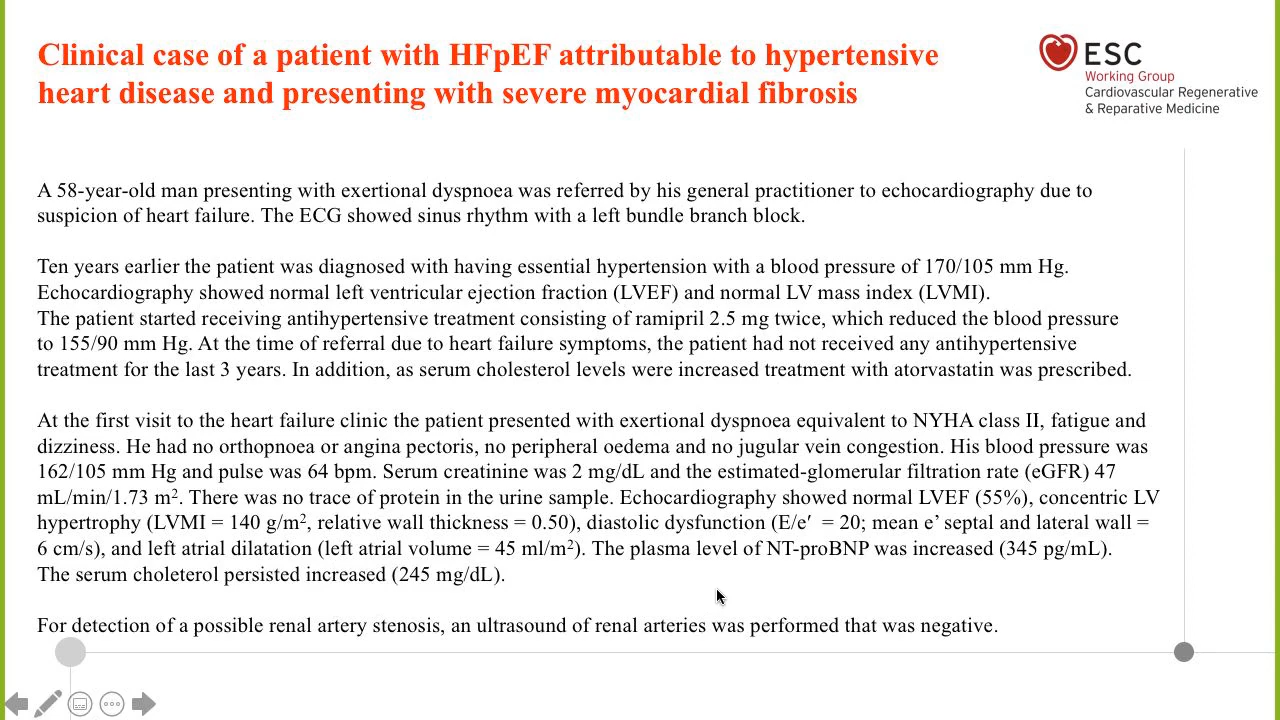 Clinical case of a patient with HFpEF attributable to hypertensive
heart disease and presenting with severe myocardial fibrosis
ESC
Working Group
Cardiovascular Regenerative
& Reparative Medicine
A 58-year-old man presenting with exertional dyspnoea was referred by his general practitioner to echocardiography due to
suspicion of heart failure. The ECG showed sinus rhythm with a left bundle branch block.
Ten years earlier the patient was diagnosed with having essential hypertension with a blood pressure of 170/105 mm Hg.
Echocardiography showed normal left ventricular ejection fraction (LVEF) and normal LV mass index (LVMI).
The patient started receiving antihypertensive treatment consisting of ramipril 2.5 mg twice, which reduced the blood pressure
to 155/90 mm Hg. At the time of referral due to heart failure symptoms, the patient had not received any antihypertensive
treatment for the last 3 years. In addition, as serum cholesterol levels were increased treatment with atorvastatin was prescribed.
At the first visit to the heart failure clinic the patient presented with exertional dyspnoea equivalent to NYHA class II, fatigue and
dizziness. He had no orthopnoea or angina pectoris, no peripheral oedema and no jugular vein congestion. His blood pressure was
162/105 mm Hg and pulse was 64 bpm. Serum creatinine was 2 mg/dL and the estimated-glomerular filtration rate (eGFR) 47
mL/min/1.73 m². There was no trace of protein in the urine sample. Echocardiography showed normal LVEF (55%), concentric LV
hypertrophy (LVMI = 140 g/m², relative wall thickness = 0.50), diastolic dysfunction (E/e′ = 20; mean e’ septal and lateral wall =
6 cm/s), and left atrial dilatation (left atrial volume = 45 ml/m²). The plasma level of NT-proBNP was increased (345 pg/mL).
The serum choleterol persisted increased (245 mg/dL).
For detection of a possible renal artery stenosis, an ultrasound of renal arteries was performed that was negative.